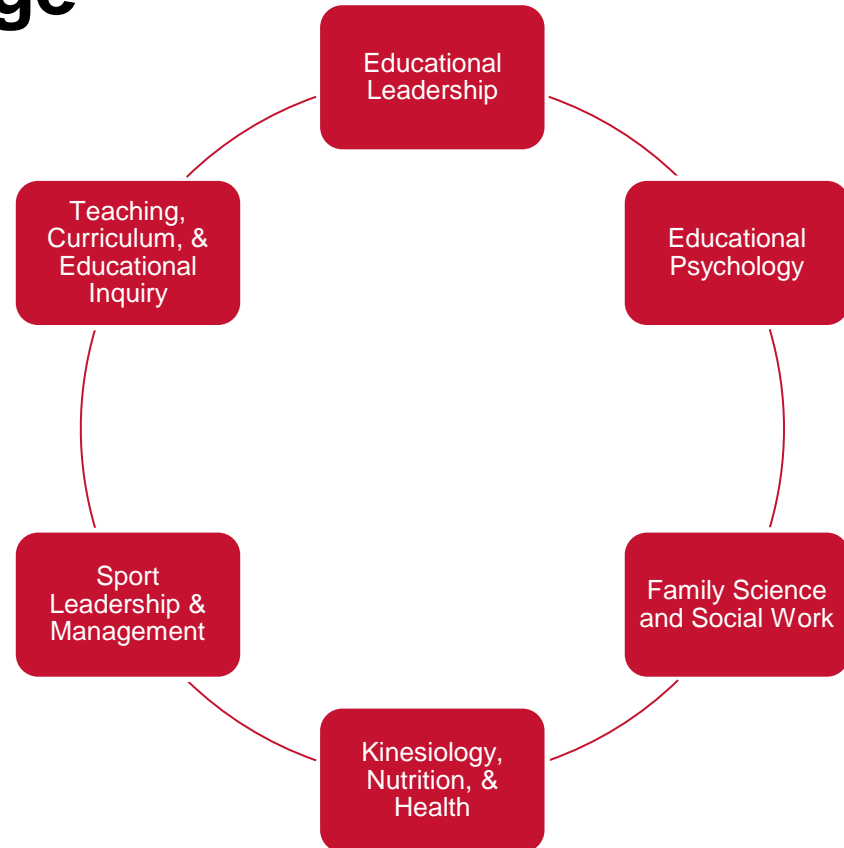 Educational
Leadership
Educational
Psychology
Family Science
and Social Work
Kinesiology,
Nutrition, &
Health
Sport
Leadership &
Management
Teaching,
Curriculum, &
Educational
Inquiry